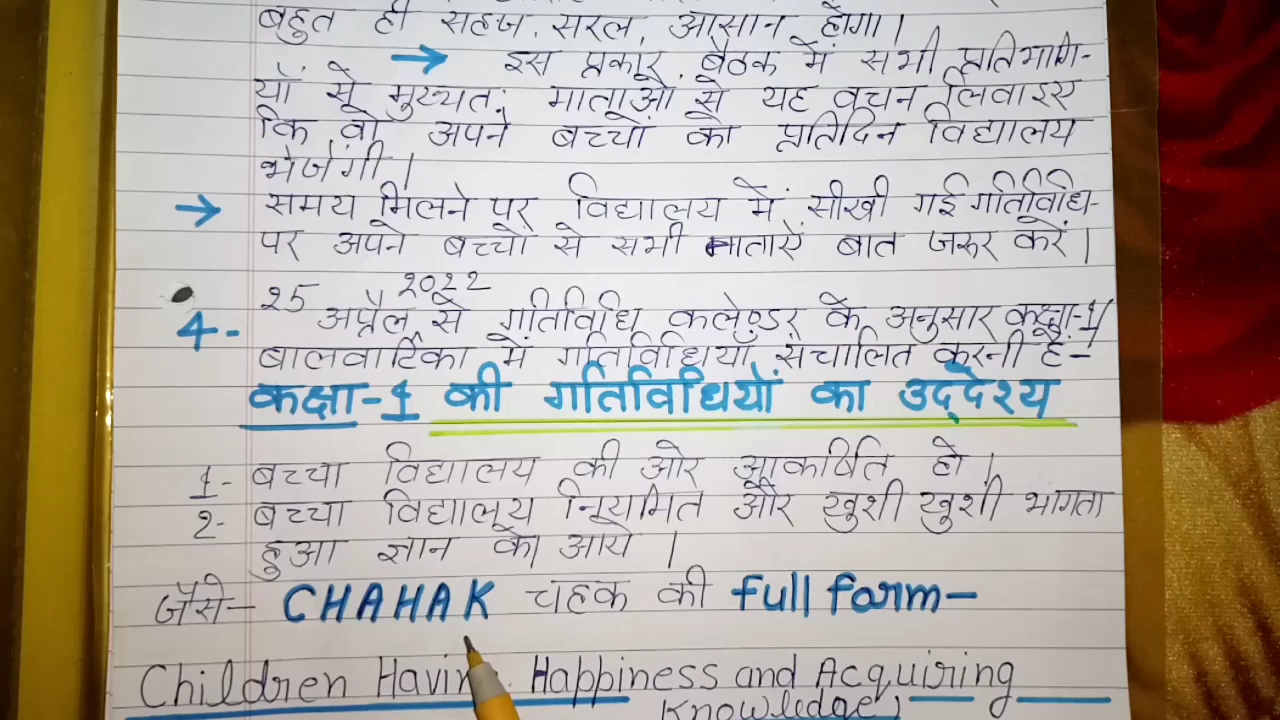 बहुत ही सहज, सरल, आसान होगा।
→ इस प्रकार, बैठक में सभी प्रतिभागि-
यों से मुख्यत: माताओं से यह वचन लिवाइए
कि वो अपने बच्चों को प्रतिदिन विद्यालय
भेजेंगी।
→ समय मिलने पर विद्यालय में सीखी गई गतिविधि-
पर अपने बच्चों से सभी माताऐं बात जरुर करें।
4- 25 अप्रैल 2022 से गतिविधि कलेण्डर के अनुसार कक्षा-1/
बालवाटिका में गतिविधियाँ संचालित करनी हैं-
कक्षा-1 की गतिविधियों का उद्देश्य
1- बच्चा विद्यालय की ओर आकर्षित हो।
2- बच्चा विद्यालय नियमित और खुशी खुशी भागता
हुआ ज्ञान को आये।
जैसे- CHAHAK चहक की full form-
Children Having Happiness and Acquiring
Knowledge,